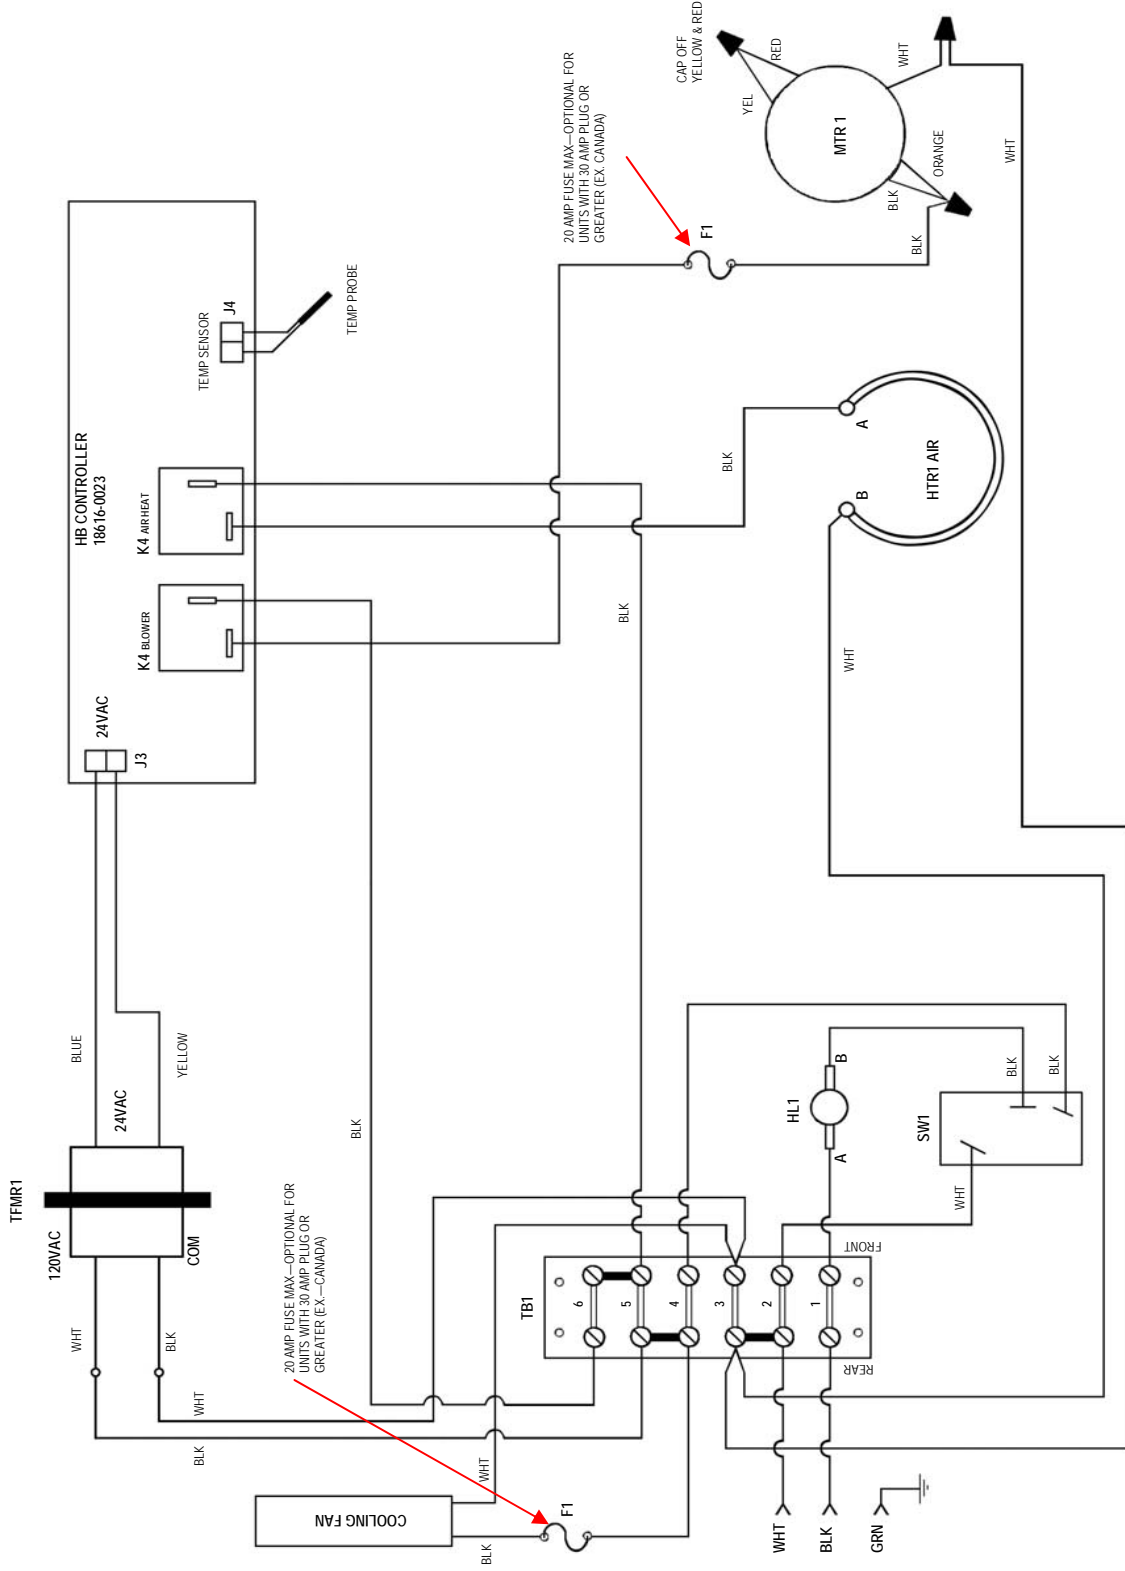 TFMR1
120VAC
24VAC
COM
WHT
BLK
BLUE
YELLOW
WHT
BLK
HB CONTROLLER
18616-0023
24VAC
J3
K4 BLOWER
K4 AIR HEAT
TEMP SENSOR
J4
TEMP PROBE
20 AMP FUSE MAX—OPTIONAL FOR
UNITS WITH 30 AMP PLUG OR
GREATER (EX. CANADA)
F1
CAP OFF
YELLOW & RED
YEL
RED
MTR 1
WHT
WHT
BLK
ORANGE
BLK
BLK
BLK
BLK
A
B
HTR1 AIR
WHT
20 AMP FUSE MAX—OPTIONAL FOR
UNITS WITH 30 AMP PLUG OR
GREATER (EX.—CANADA)
COOLING FAN
WHT
BLK
F1
TB1
6
5
4
3
2
1
FRONT
REAR
HL1
A
B
SW1
WHT
BLK
BLK
WHT
BLK
GRN